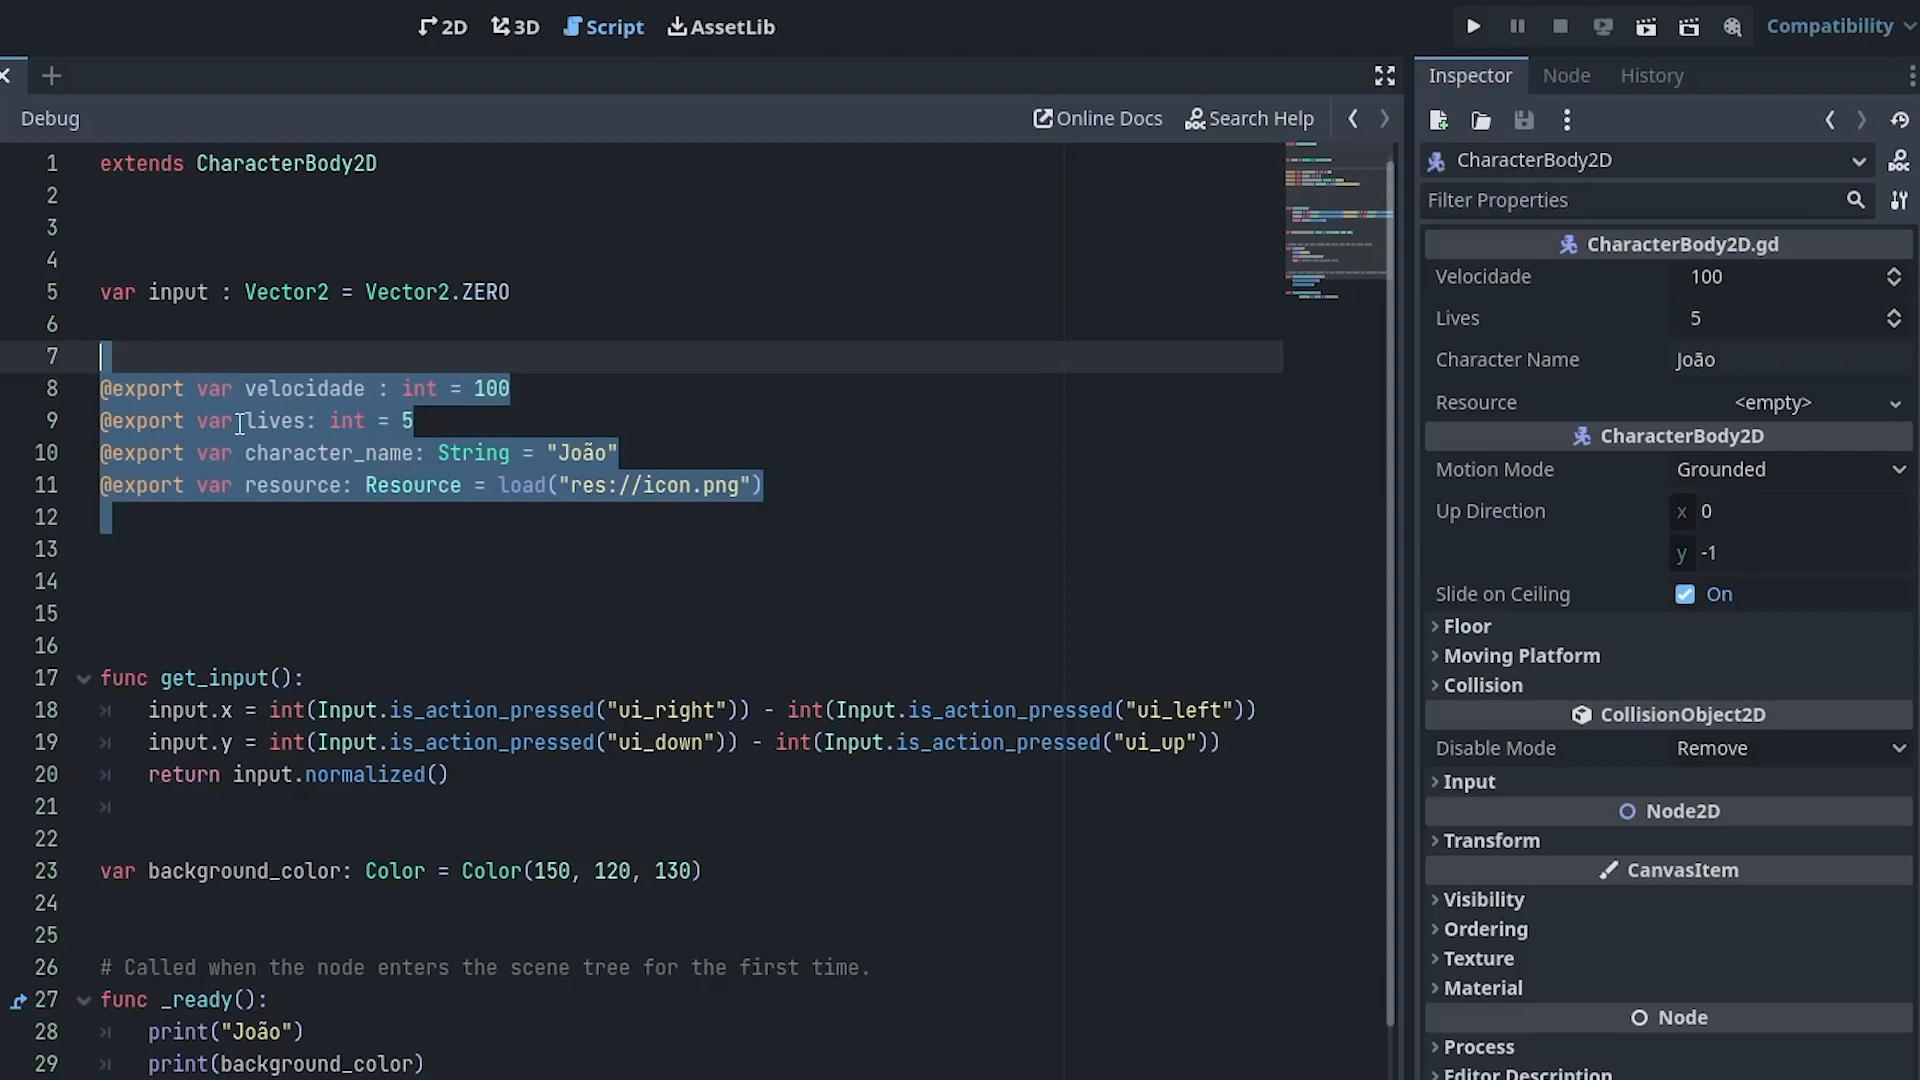 2D 3D Script AssetLib Compatibility
Inspector Node History
Debug Online Docs Search Help
1 extends CharacterBody2D
2
3
4
5 var input : Vector2 = Vector2.ZERO
6
7
8 @export var velocidade : int = 100
9 @export var lives: int = 5
10 @export var character_name: String = "João"
11 @export var resource: Resource = load("res://icon.png")
12
13
14
15
16
17 func get_input():
18 input.x = int(Input.is_action_pressed("ui_right")) - int(Input.is_action_pressed("ui_left"))
19 input.y = int(Input.is_action_pressed("ui_down")) - int(Input.is_action_pressed("ui_up"))
20 return input.normalized()
21
22
23 var background_color: Color = Color(150, 120, 130)
24
25
26 # Called when the node enters the scene tree for the first time.
27 func _ready():
28 print("João")
29 print(background_color)
CharacterBody2D
DOC
Filter Properties
CharacterBody2D.gd
Velocidade 100
Lives 5
Character Name João
Resource <empty>
CharacterBody2D
Motion Mode Grounded
Up Direction x 0
y -1
Slide on Ceiling On
Floor
Moving Platform
Collision
CollisionObject2D
Disable Mode Remove
Input
Node2D
Transform
CanvasItem
Visibility
Ordering
Texture
Material
Node
Process
Editor Description